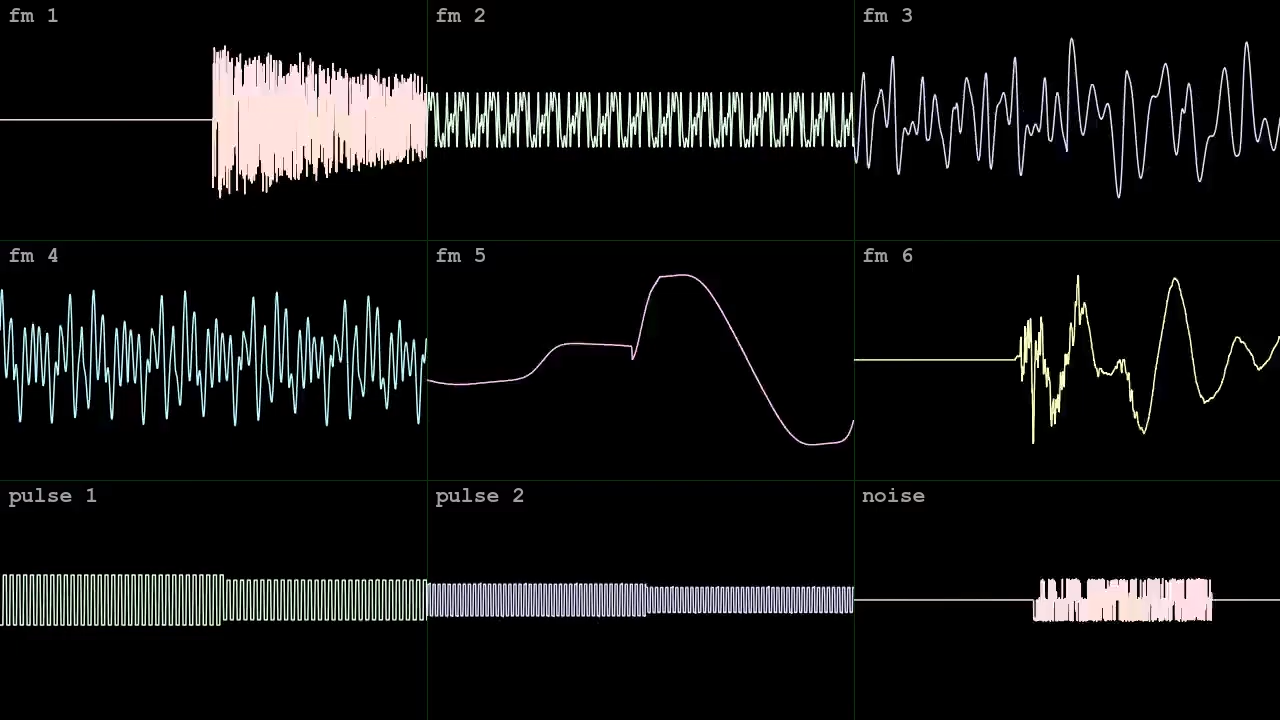 fm 1
fm 2
fm 3
fm 4
fm 5
fm 6
pulse 1
pulse 2
noise